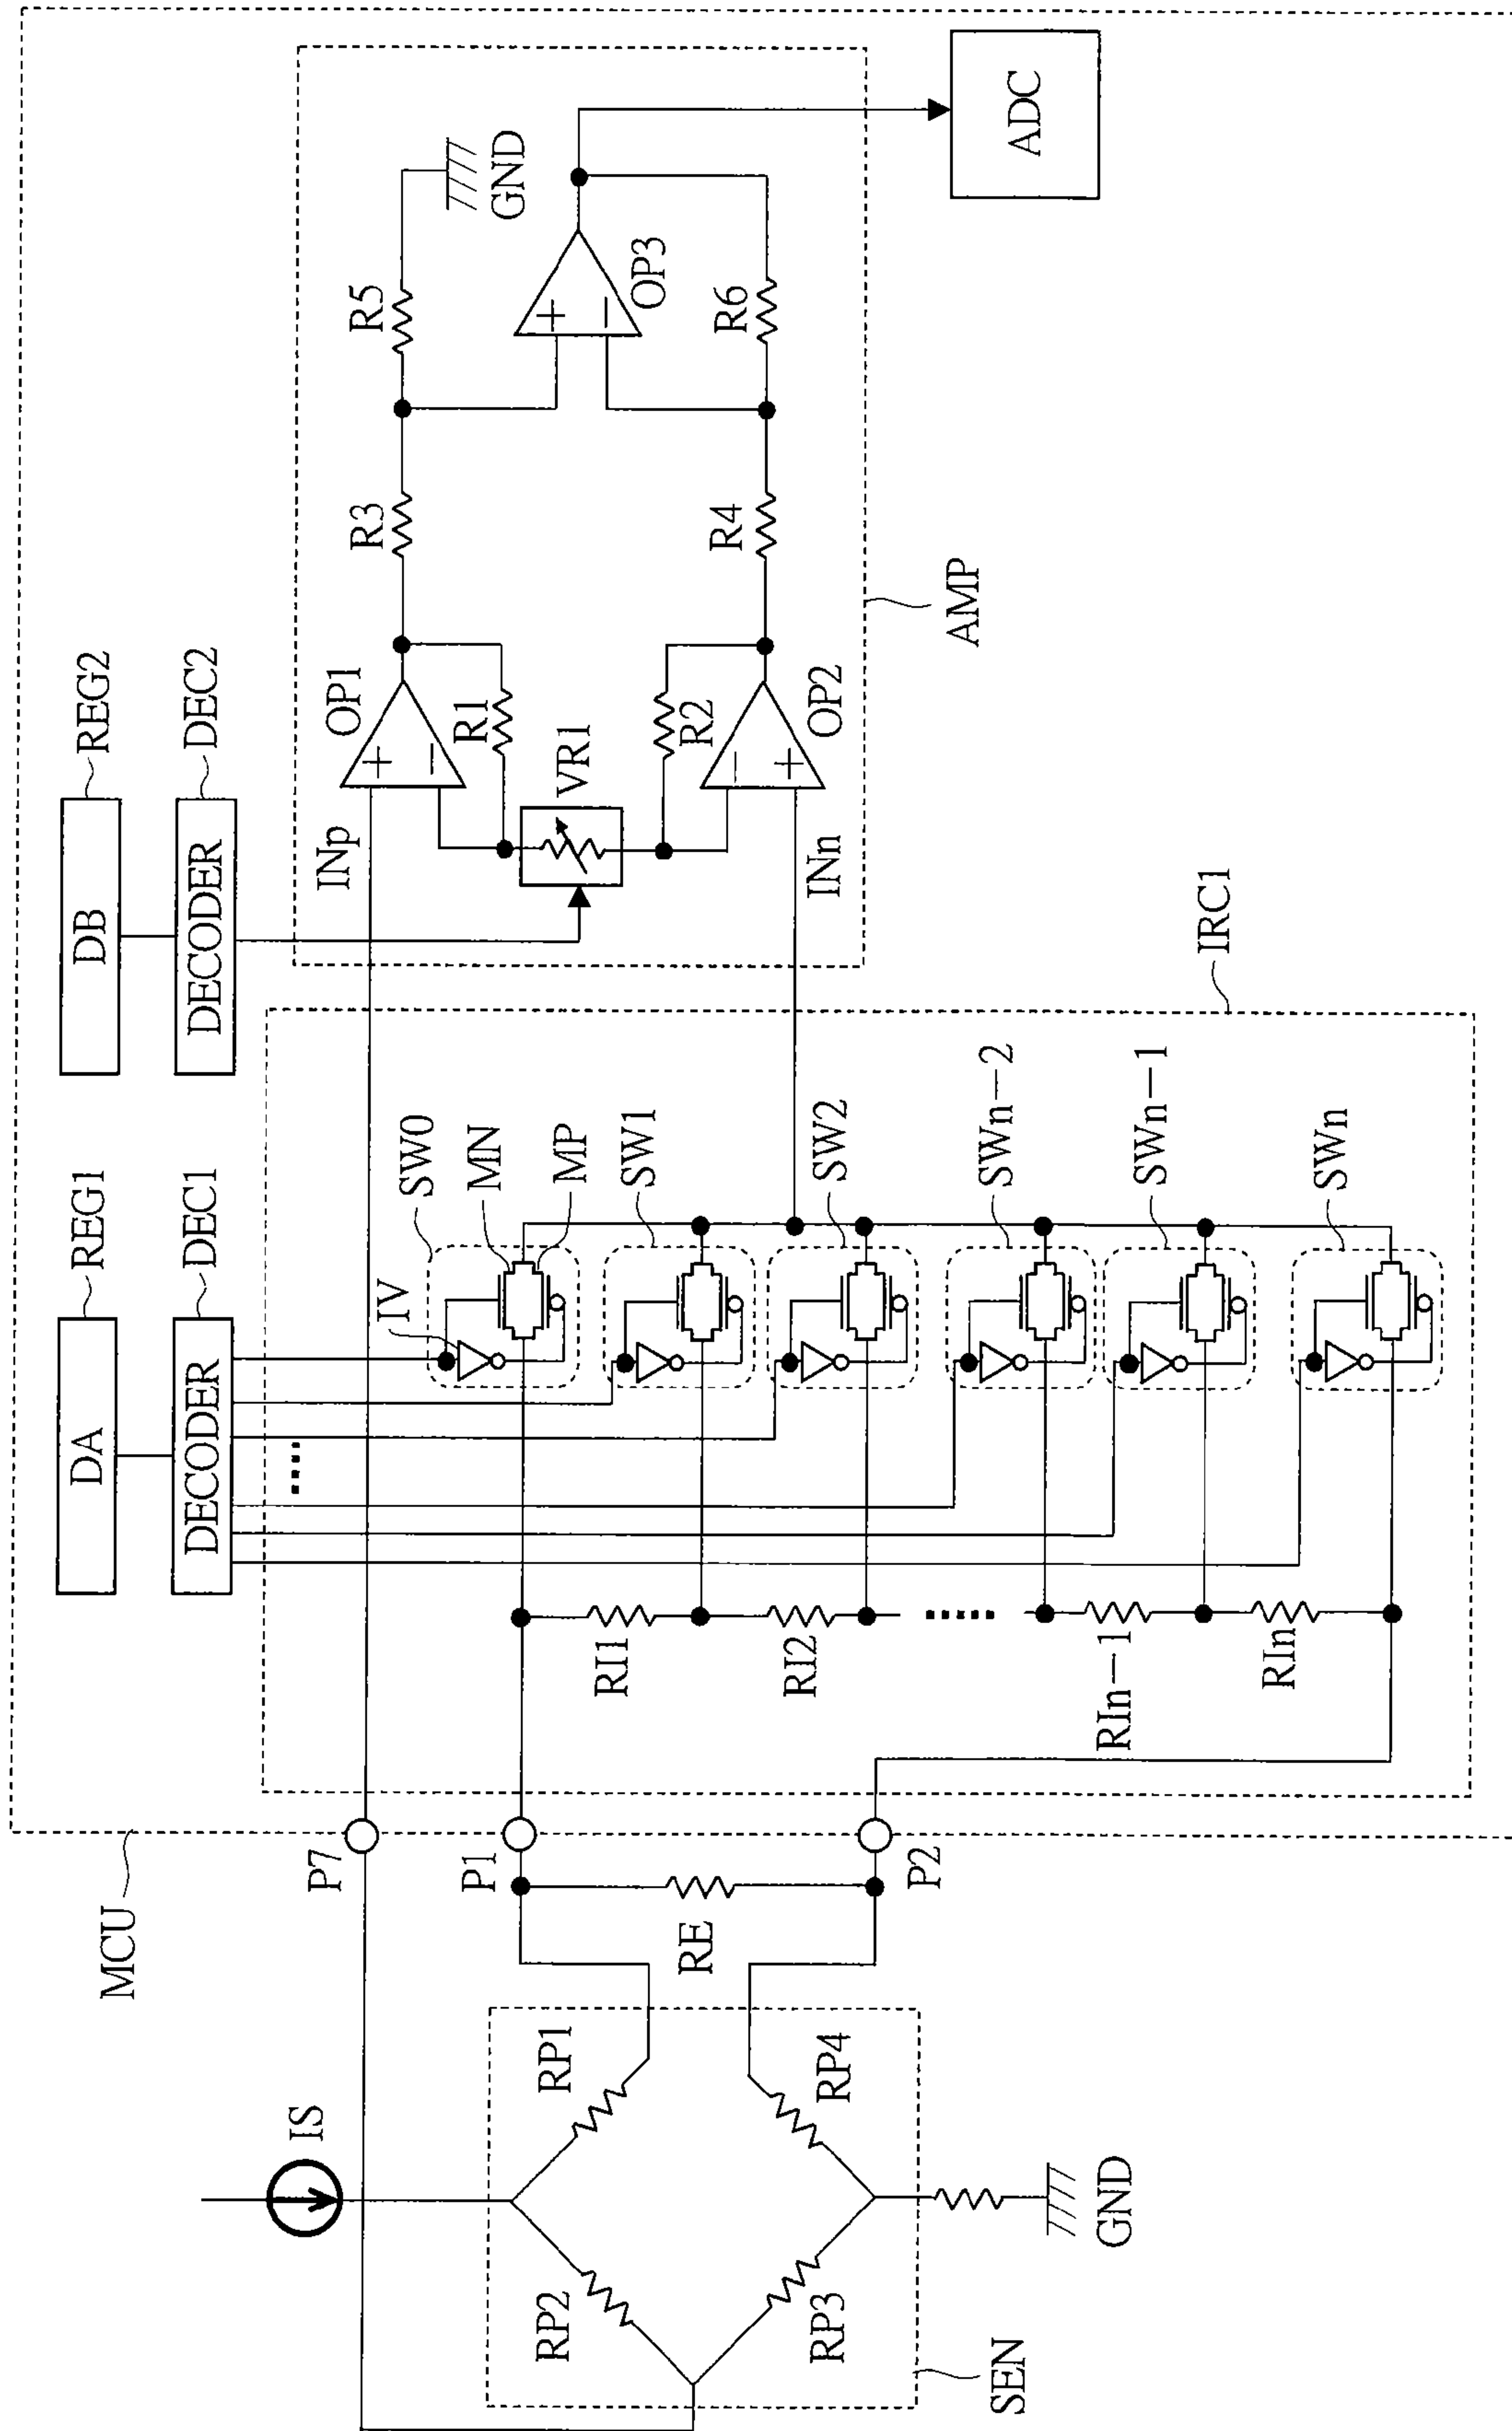 MCU
DA
REG1
DECODER
DEC1
DB
REG2
DECODER
DEC2
P7
P1
P2
RE
IS
SEN
RP1
RP2
RP3
RP4
GND
RI1
RI2
RIn−1
RIn
IV
SW0
MN
MP
SW1
SW2
SWn−2
SWn−1
SWn
IRC1
INp
INn
OP1
+
−
R1
VR1
R2
−
+
OP2
R3
R4
R5
R6
GND
+
−
OP3
AMP
ADC